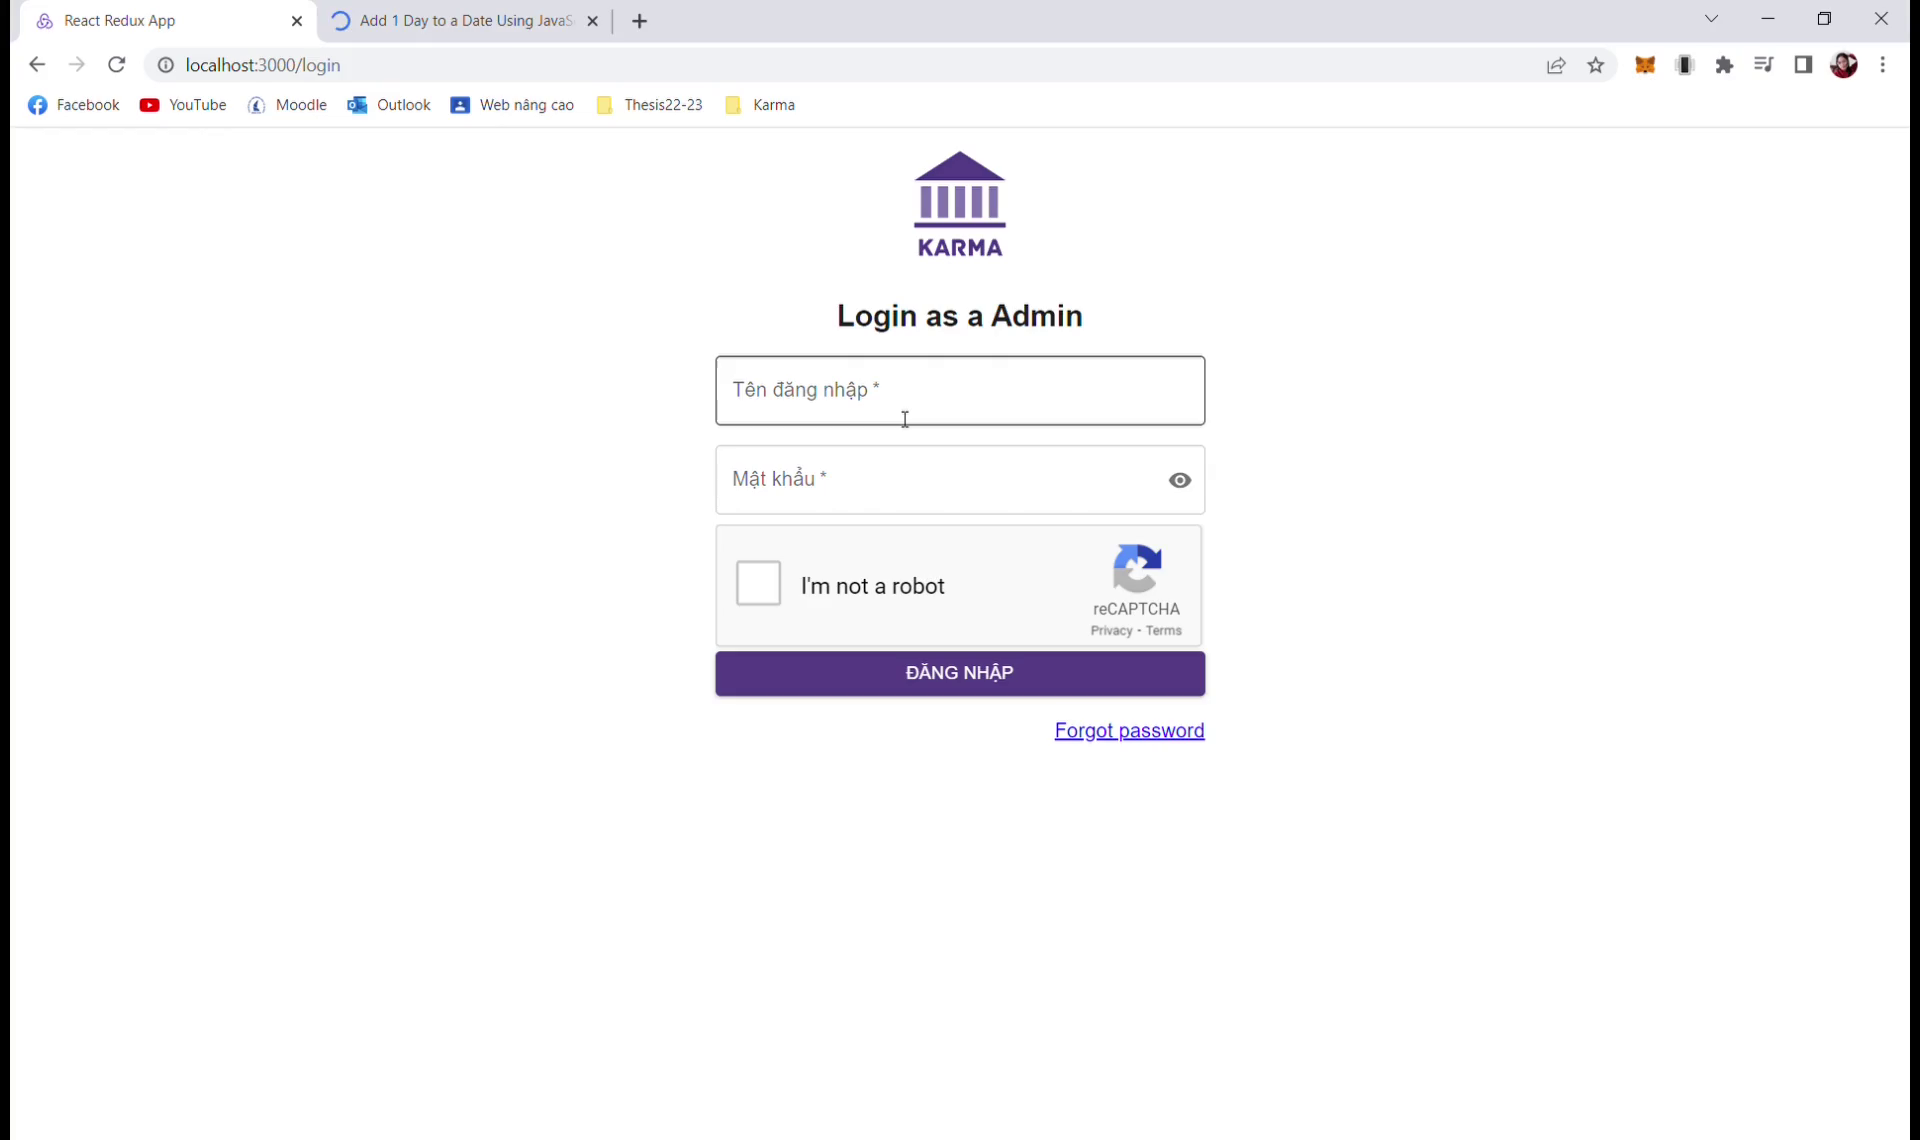 React Redux App
Add 1 Day to a Date Using JavaS
localhost:3000/login
Facebook YouTube Moodle Outlook Web nâng cao Thesis22-23 Karma
KARMA
Login as a Admin
Tên đăng nhập *
Mật khẩu *
I'm not a robot
reCAPTCHA
Privacy - Terms
ĐĂNG NHẬP
Forgot password